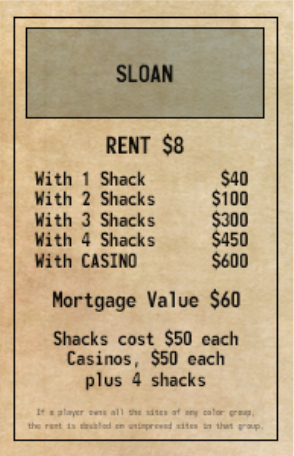 SLOAN
RENT $8
With 1 Shack $40
With 2 Shacks $100
With 3 Shacks $300
With 4 Shacks $450
With CASINO $600
Mortgage Value $60
Shacks cost $50 each
Casinos, $50 each
plus 4 shacks
If a player owns all the sites of any color group,
the rent is doubled on unimproved sites in that group.